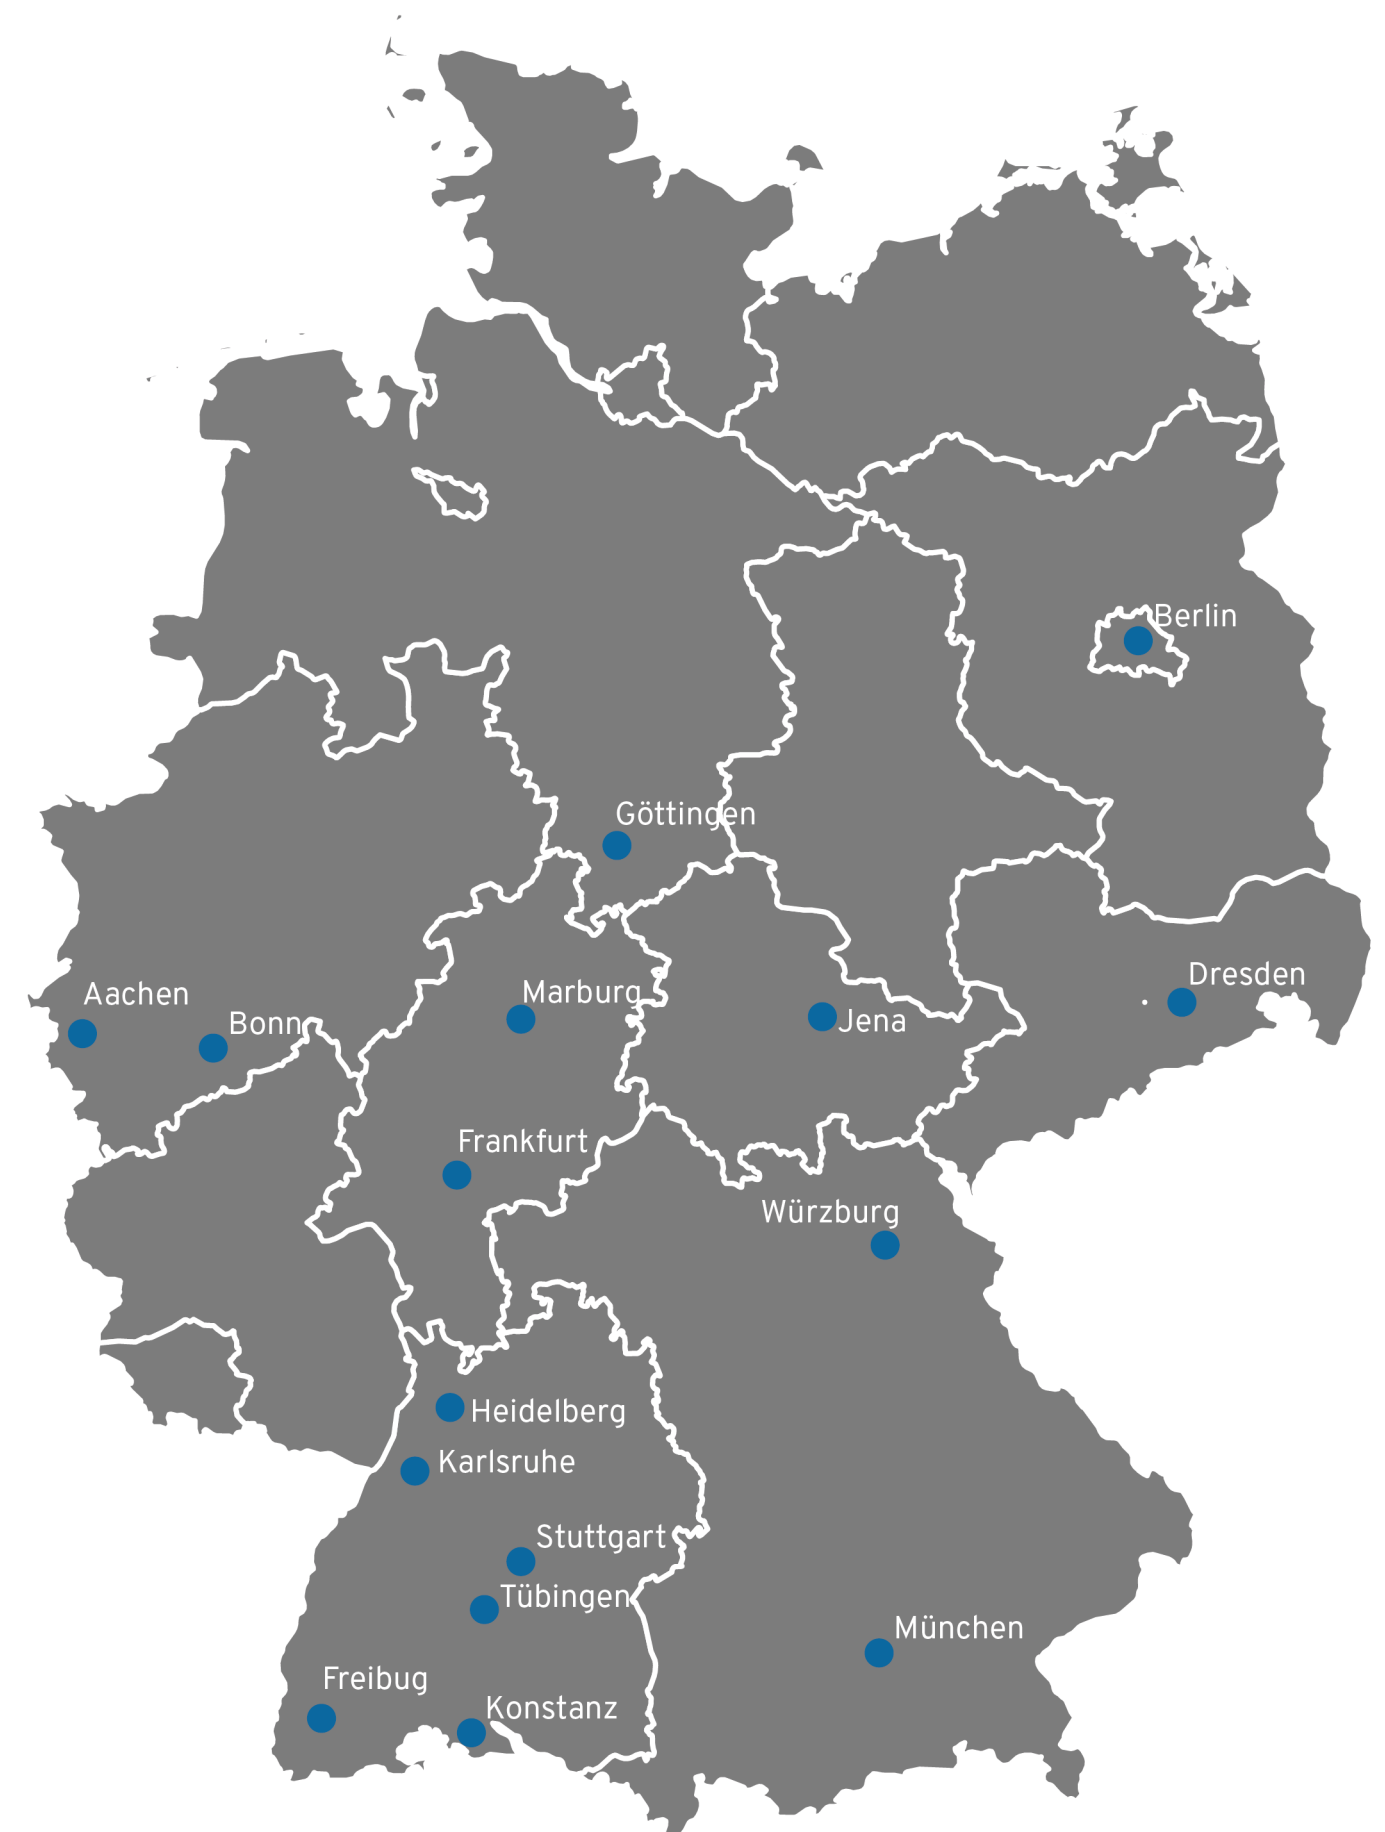 Berlin
Göttingen
Dresden
Aachen
Marburg
Bonn
Jena
Frankfurt
Würzburg
Heidelberg
Karlsruhe
Stuttgart
Tübingen
München
Freibug
Konstanz